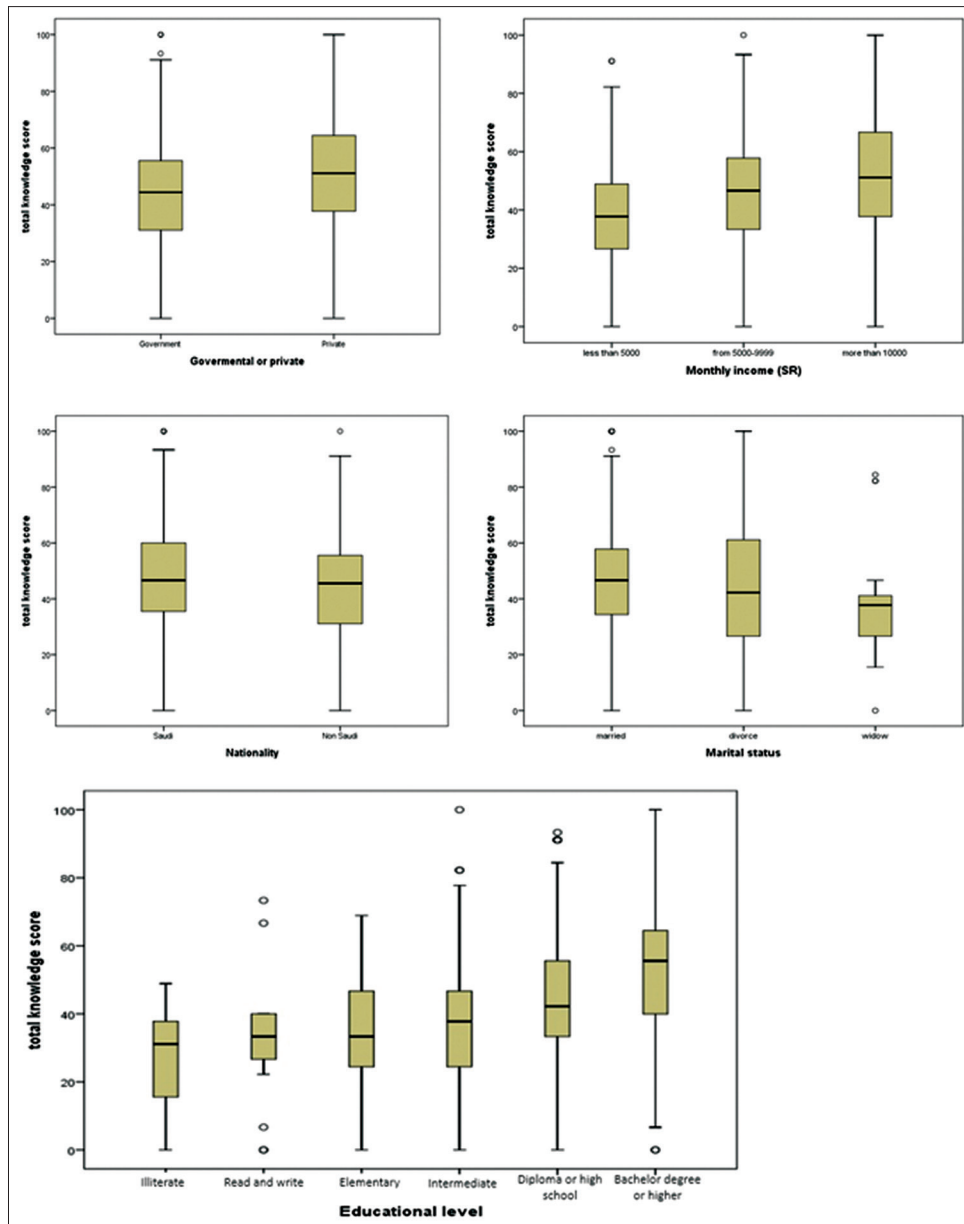 total knowledge score
100
80
60
40
20
0
Government
Private
Govermental or private
total knowledge score
100
80
60
40
20
0
less than 5000
from 5000-9999
more than 10000
Monthly income (SR)
total knowledge score
100
80
60
40
20
0
Saudi
Non Saudi
Nationality
total knowledge score
100
80
60
40
20
0
married
divorce
widow
Marital status
total knowledge score
100
80
60
40
20
0
Illiterate
Read and write
Elementary
Intermediate
Diploma or high
school
Bachelor degree
or higher
Educational level